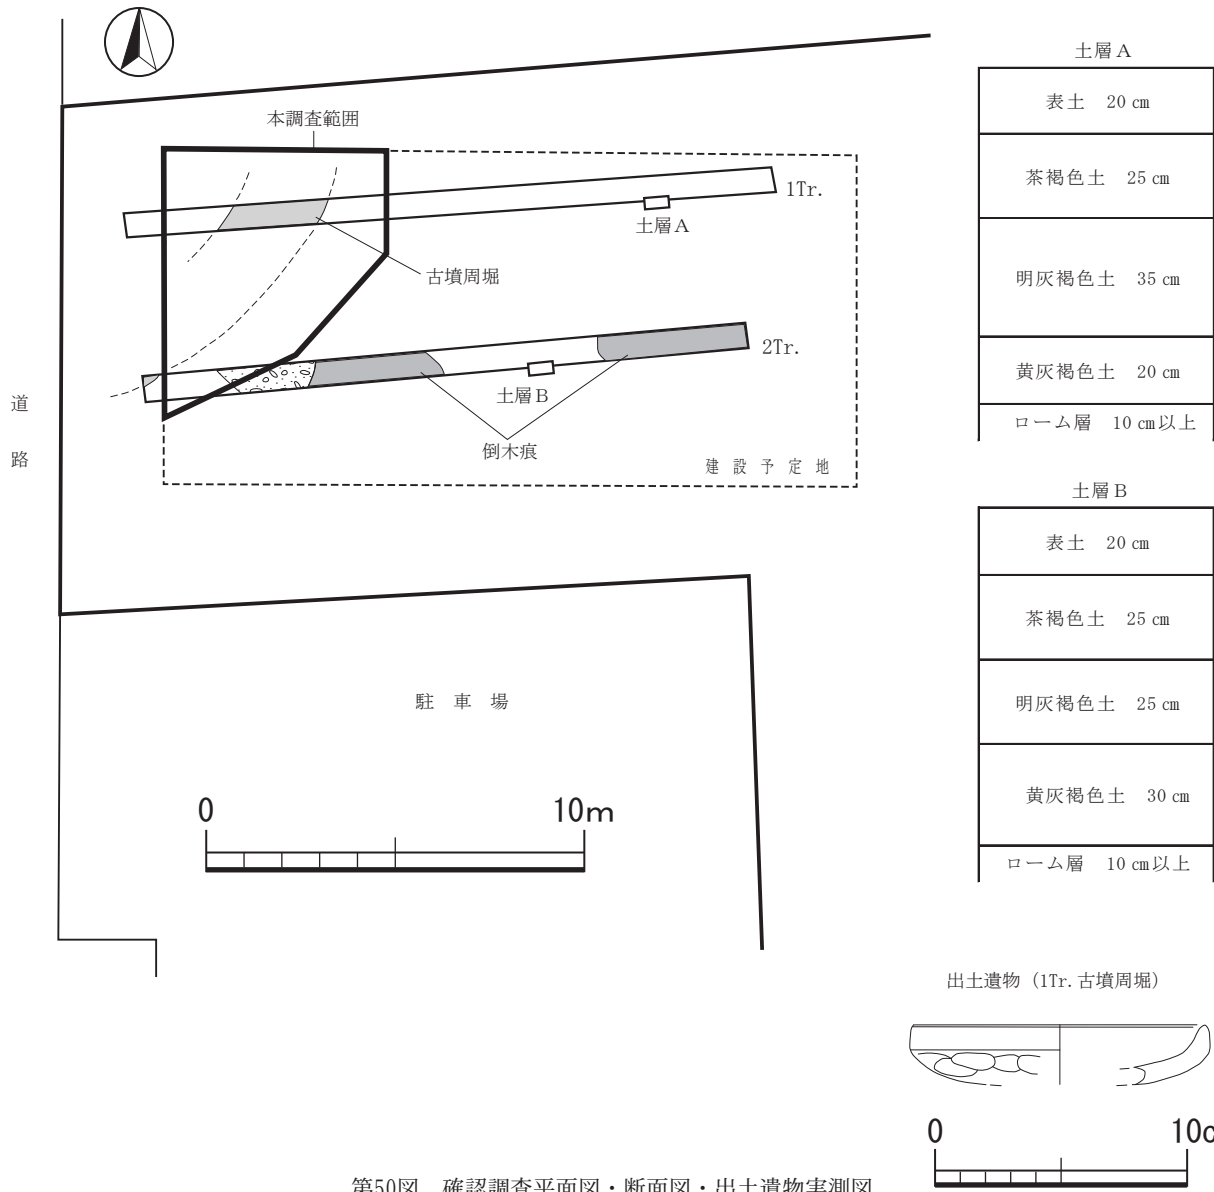 本調査範囲
1Tr.
土層A
古墳周堀
2Tr.
土層B
倒木痕
建設予定地
道路
駐車場
0 10m
土層A
表土 20㎝
茶褐色土 25㎝
明灰褐色土 35㎝
黄灰褐色土 20㎝
ローム層 10㎝以上
土層B
表土 20㎝
茶褐色土 25㎝
明灰褐色土 25㎝
黄灰褐色土 30㎝
ローム層 10㎝以上
出土遺物（1Tr.古墳周堀）
0 10c
第50図 確認調査平面図・断面図・出土遺物実測図